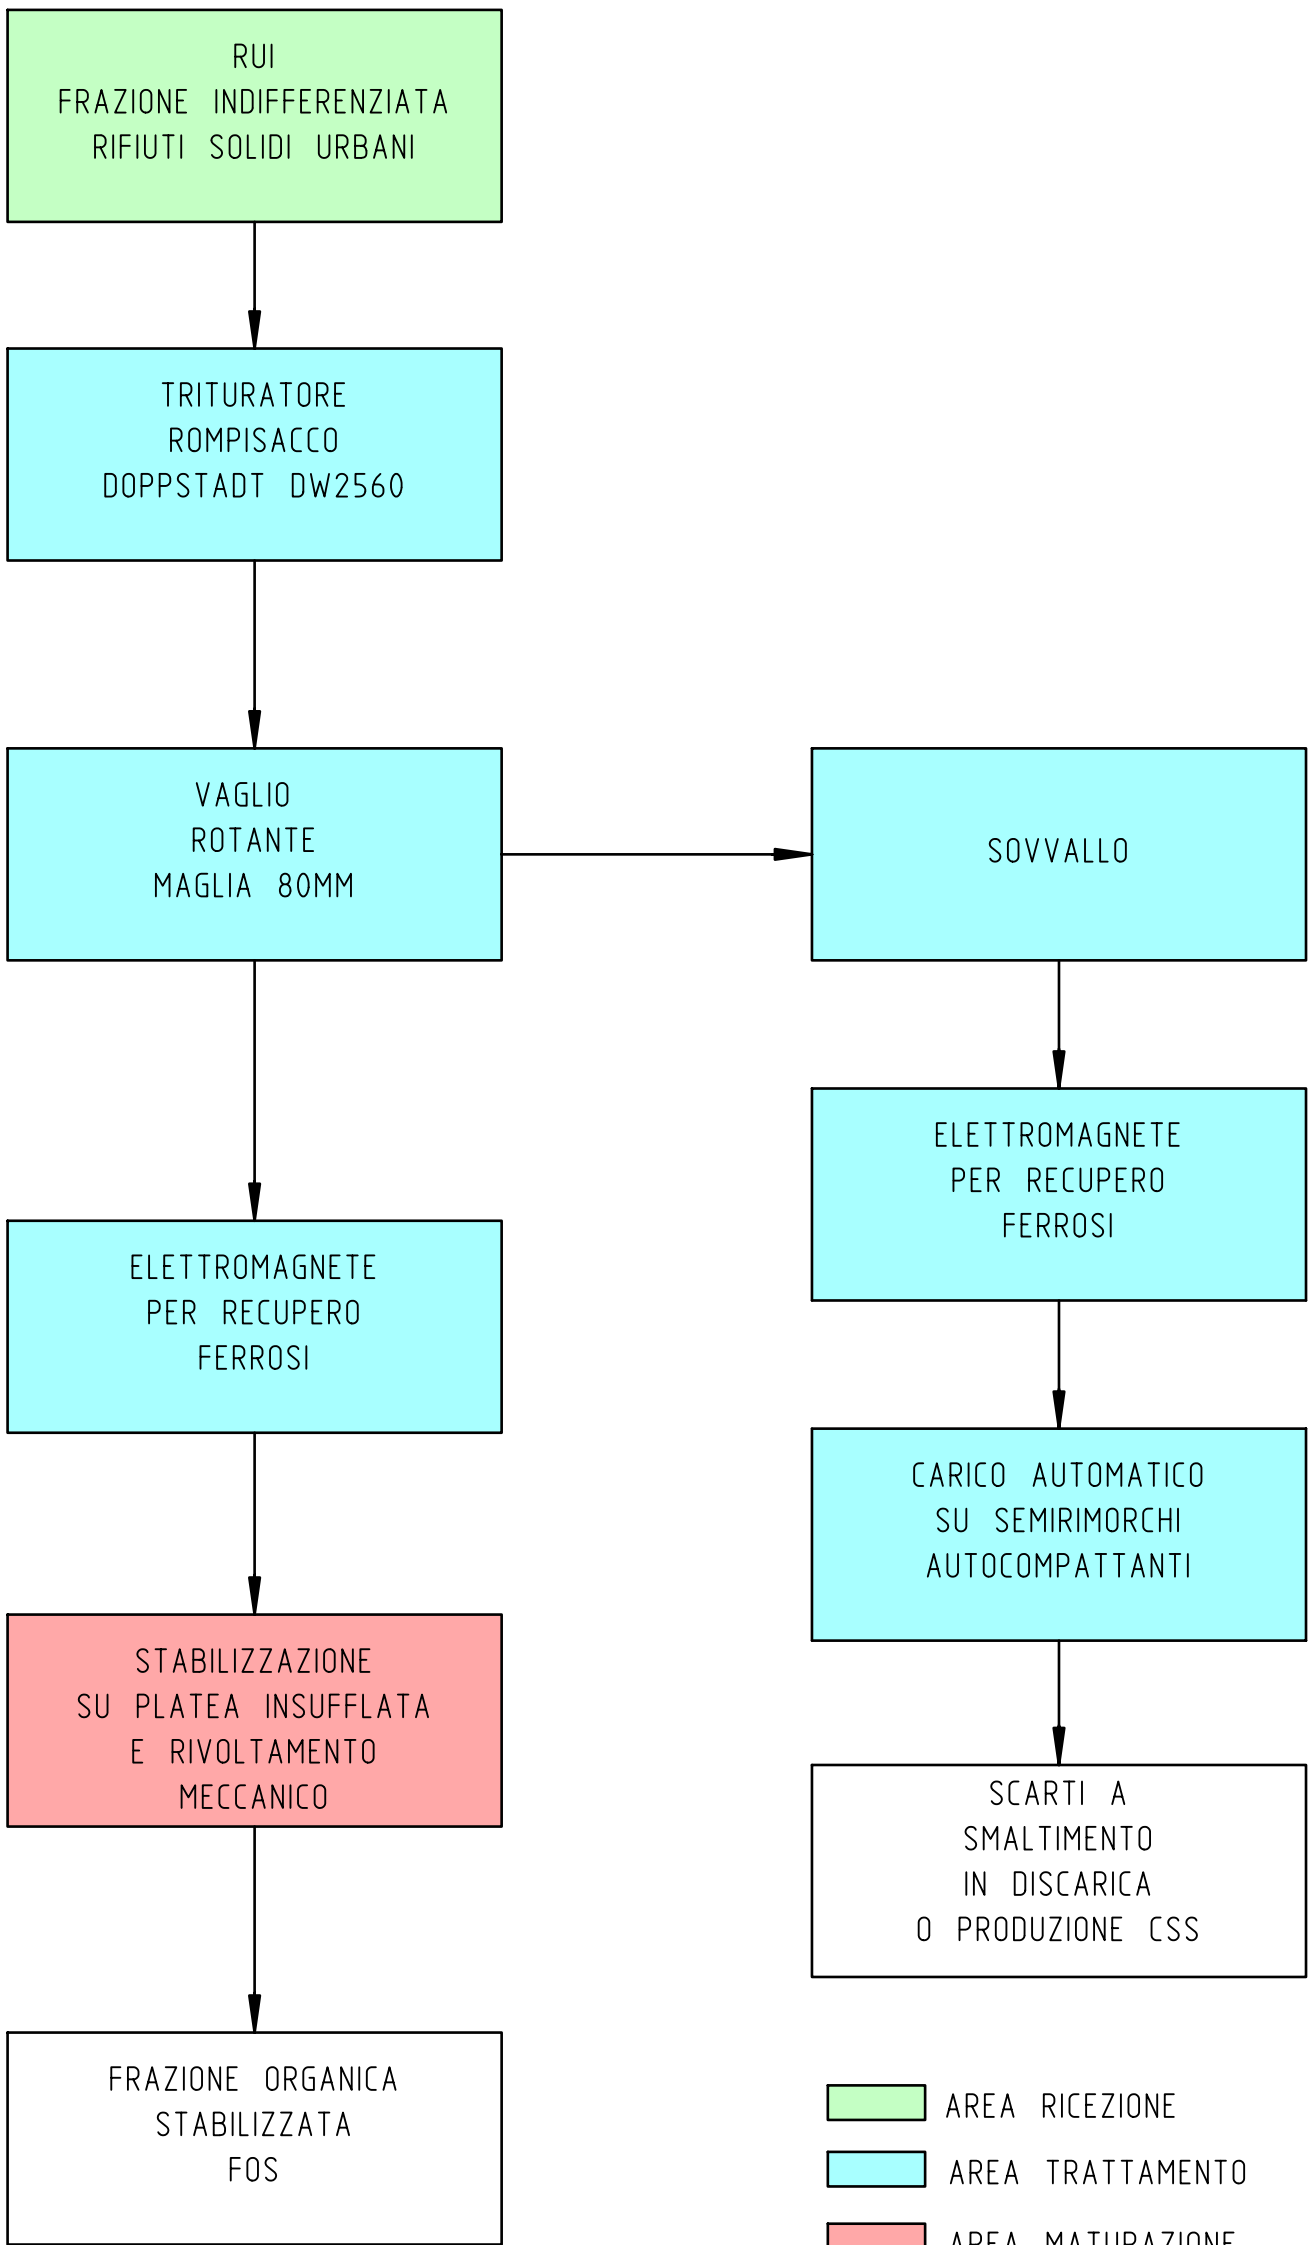 RUI
FRAZIONE INDIFFERENZIATA
RIFIUTI SOLIDI URBANI
TRITURATORE
ROMPISACCO
DOPPSTADT DW2560
VAGLIO
ROTANTE
MAGLIA 80MM
SOVVALLO
ELETTROMAGNETE
PER RECUPERO
FERROSI
ELETTROMAGNETE
PER RECUPERO
FERROSI
CARICO AUTOMATICO
SU SEMIRIMORCHI
AUTOCOMPATTANTI
STABILIZZAZIONE
SU PLATEA INSUFFLATA
E RIVOLTAMENTO
MECCANICO
SCARTI A
SMALTIMENTO
IN DISCARICA
O PRODUZIONE CSS
FRAZIONE ORGANICA
STABILIZZATA
FOS
AREA RICEZIONE
AREA TRATTAMENTO
AREA MATURAZIONE